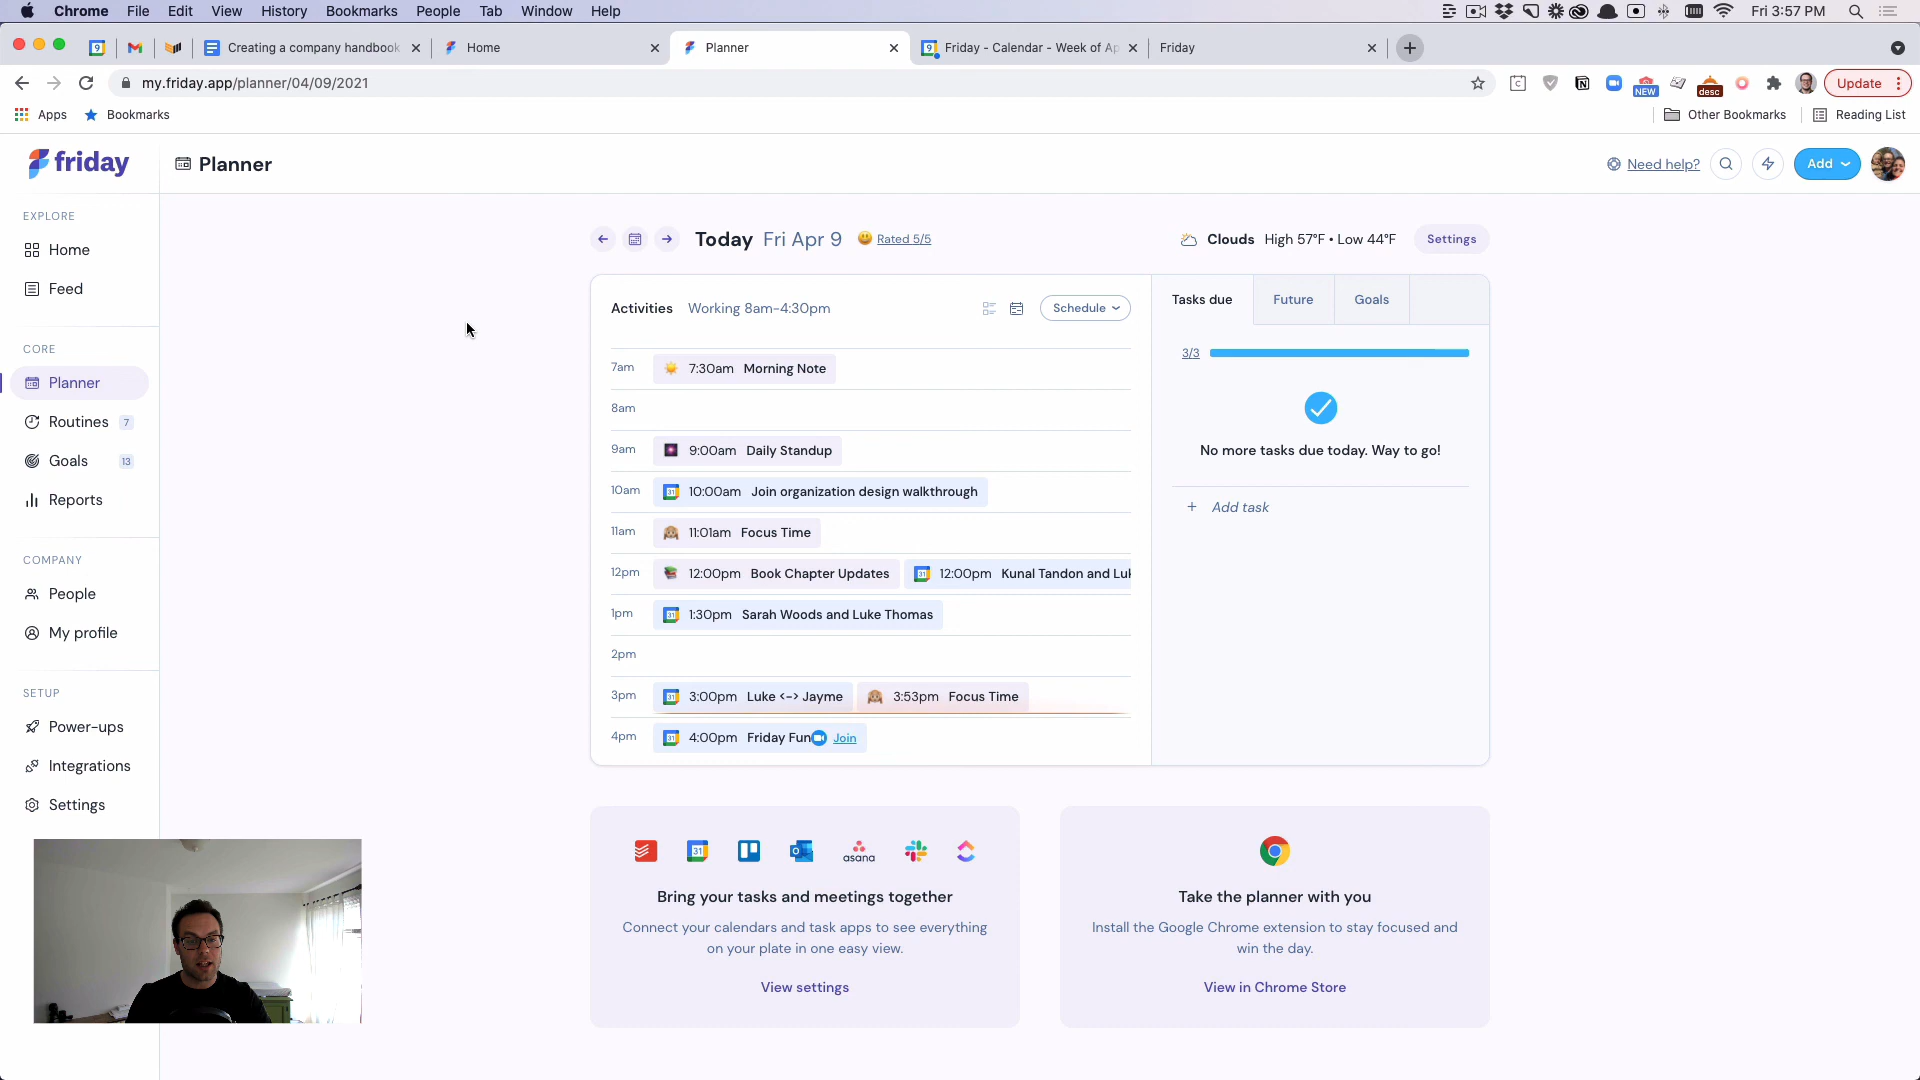 Chrome File Edit View History Bookmarks People Tab Window Help Fri 3:57 PM
Creating a company handbook Home Planner Friday - Calendar - Week of Ap Friday
my.friday.app/planner/04/09/2021 NEW desc Update
Apps Bookmarks Other Bookmarks Reading List
friday Planner Need help? Add
EXPLORE
Home
Feed
CORE
Planner
Routines 7
Goals 13
Reports
COMPANY
People
My profile
SETUP
Power-ups
Integrations
Settings
Today Fri Apr 9 Rated 5/5 Clouds High 57°F • Low 44°F Settings
Activities Working 8am-4:30pm Schedule
7am 7:30am Morning Note
8am
9am 9:00am Daily Standup
10am 31 10:00am Join organization design walkthrough
11am 11:01am Focus Time
12pm 12:00pm Book Chapter Updates 31 12:00pm Kunal Tandon and Luk
1pm 31 1:30pm Sarah Woods and Luke Thomas
2pm
3pm 31 3:00pm Luke <-> Jayme 3:53pm Focus Time
4pm 31 4:00pm Friday Fun Join
Tasks due Future Goals
3/3
No more tasks due today. Way to go!
+ Add task
31 asana
Bring your tasks and meetings together
Connect your calendars and task apps to see everything
on your plate in one easy view.
View settings
Take the planner with you
Install the Google Chrome extension to stay focused and
win the day.
View in Chrome Store